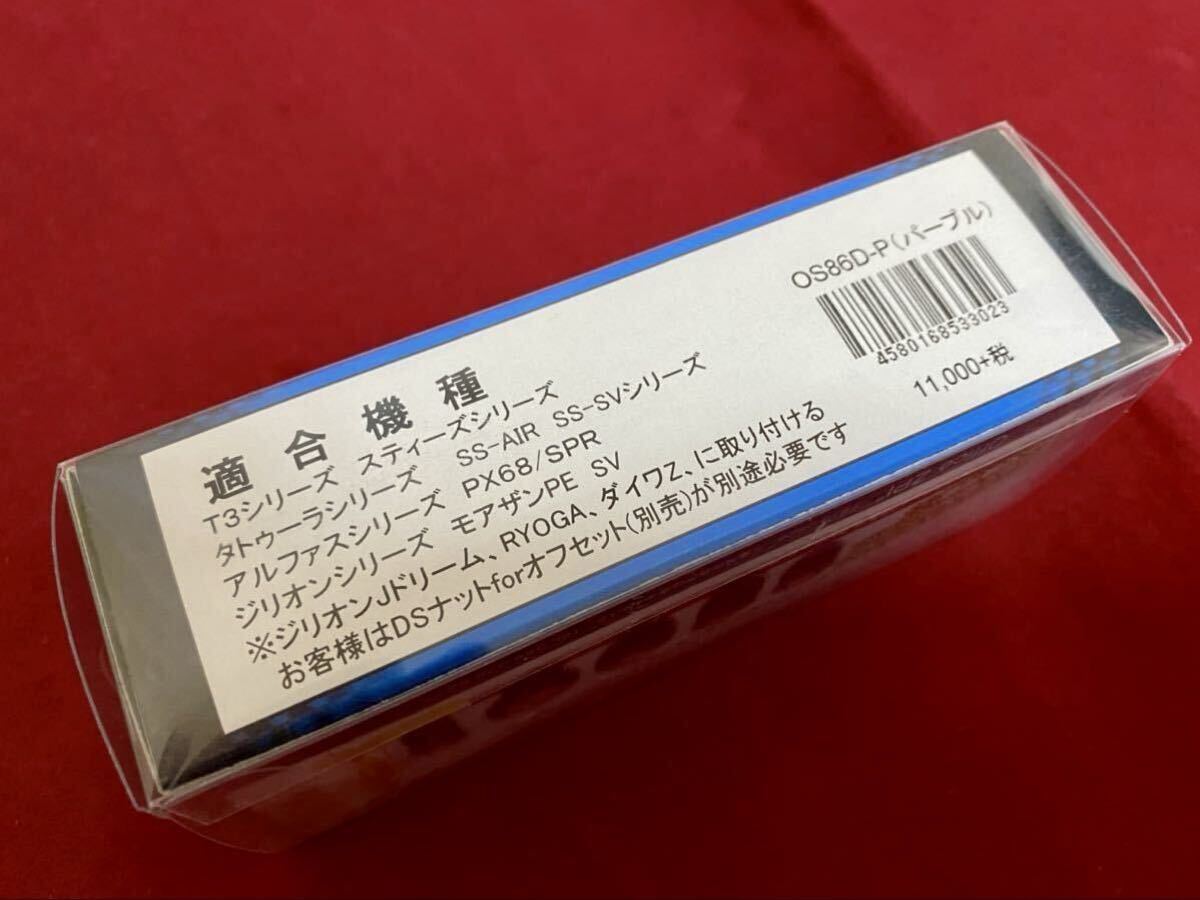 適合機種
T3シリーズ スティーズシリーズ
タトゥーラシリーズ SS-AIR SS-SVシリーズ
アルファスシリーズ PX68/SPR
ジリオンシリーズ モアザンPE SV
※ジリオンJドリーム、RYOGA、ダイワZ、に取り付ける
お客様はDSナットforオフセット(別売)が別途必要です
OS86D-P(パープル)
4580168533023
11,000+税